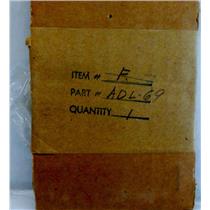 ITEM # F
PART # ADL-69
QUANTITY 1